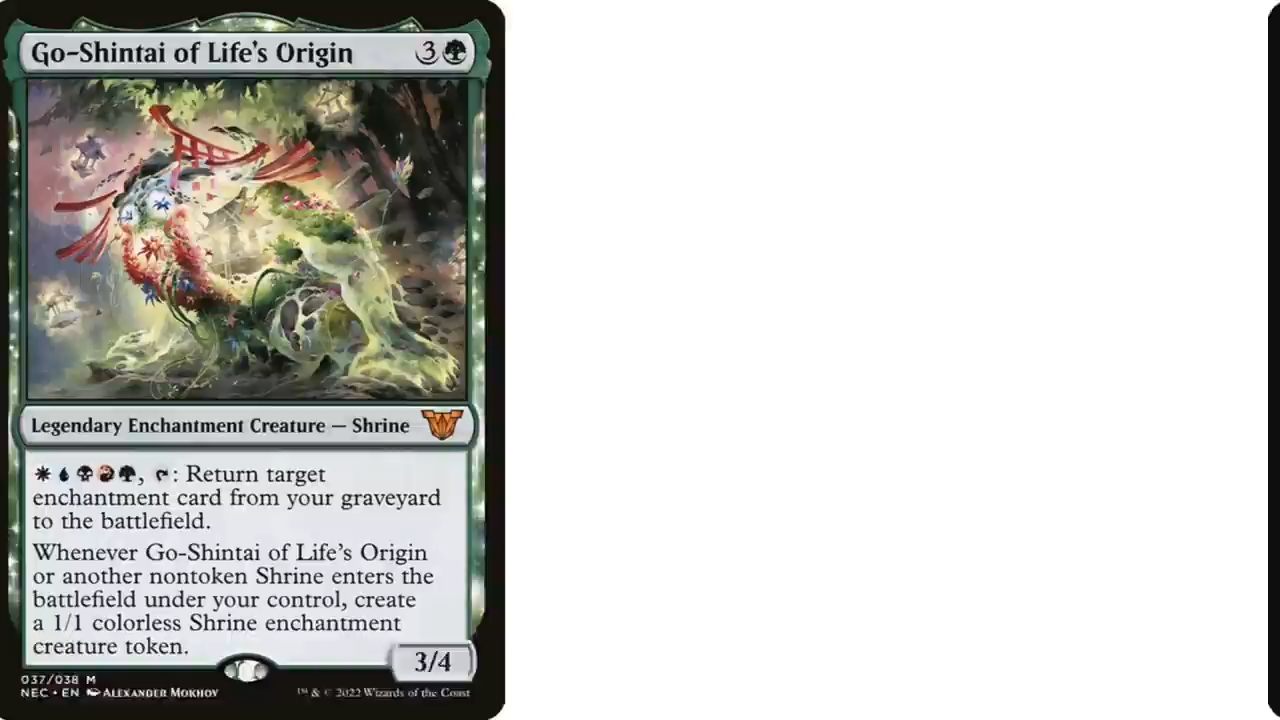 Go-Shintai of Life's Origin 3
Legendary Enchantment Creature — Shrine
, : Return target
enchantment card from your graveyard
to the battlefield.
Whenever Go-Shintai of Life's Origin
or another nontoken Shrine enters the
battlefield under your control, create
a 1/1 colorless Shrine enchantment
creature token.
3/4
037/038 M
NEC • EN ALEXANDER MOKHOV ™ & © 2022 Wizards of the Coast